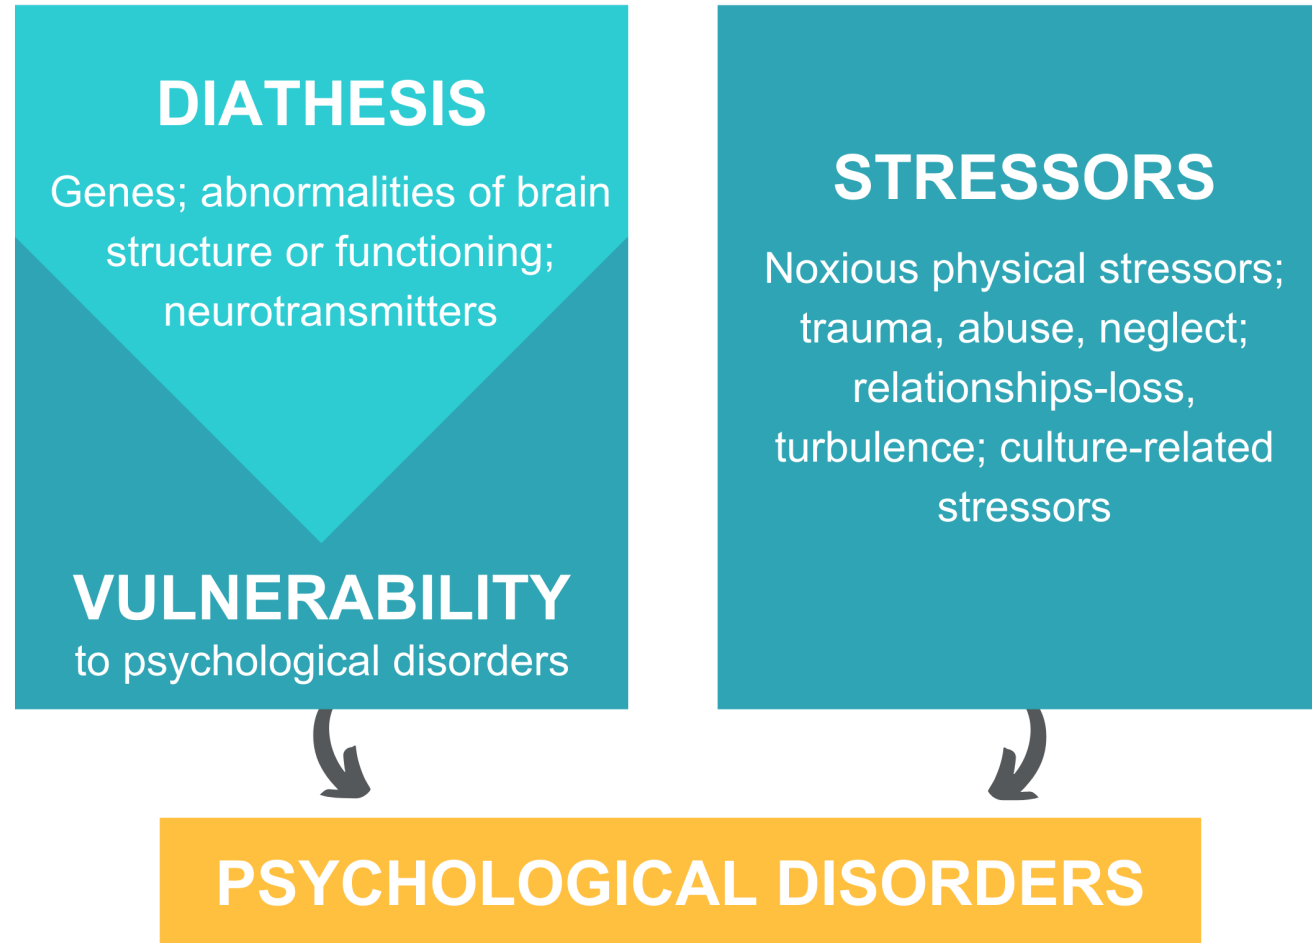 DIATHESIS
Genes; abnormalities of brain
structure or functioning;
neurotransmitters
VULNERABILITY
to psychological disorders
STRESSORS
Noxious physical stressors;
trauma, abuse, neglect;
relationships-loss,
turbulence; culture-related
stressors
PSYCHOLOGICAL DISORDERS